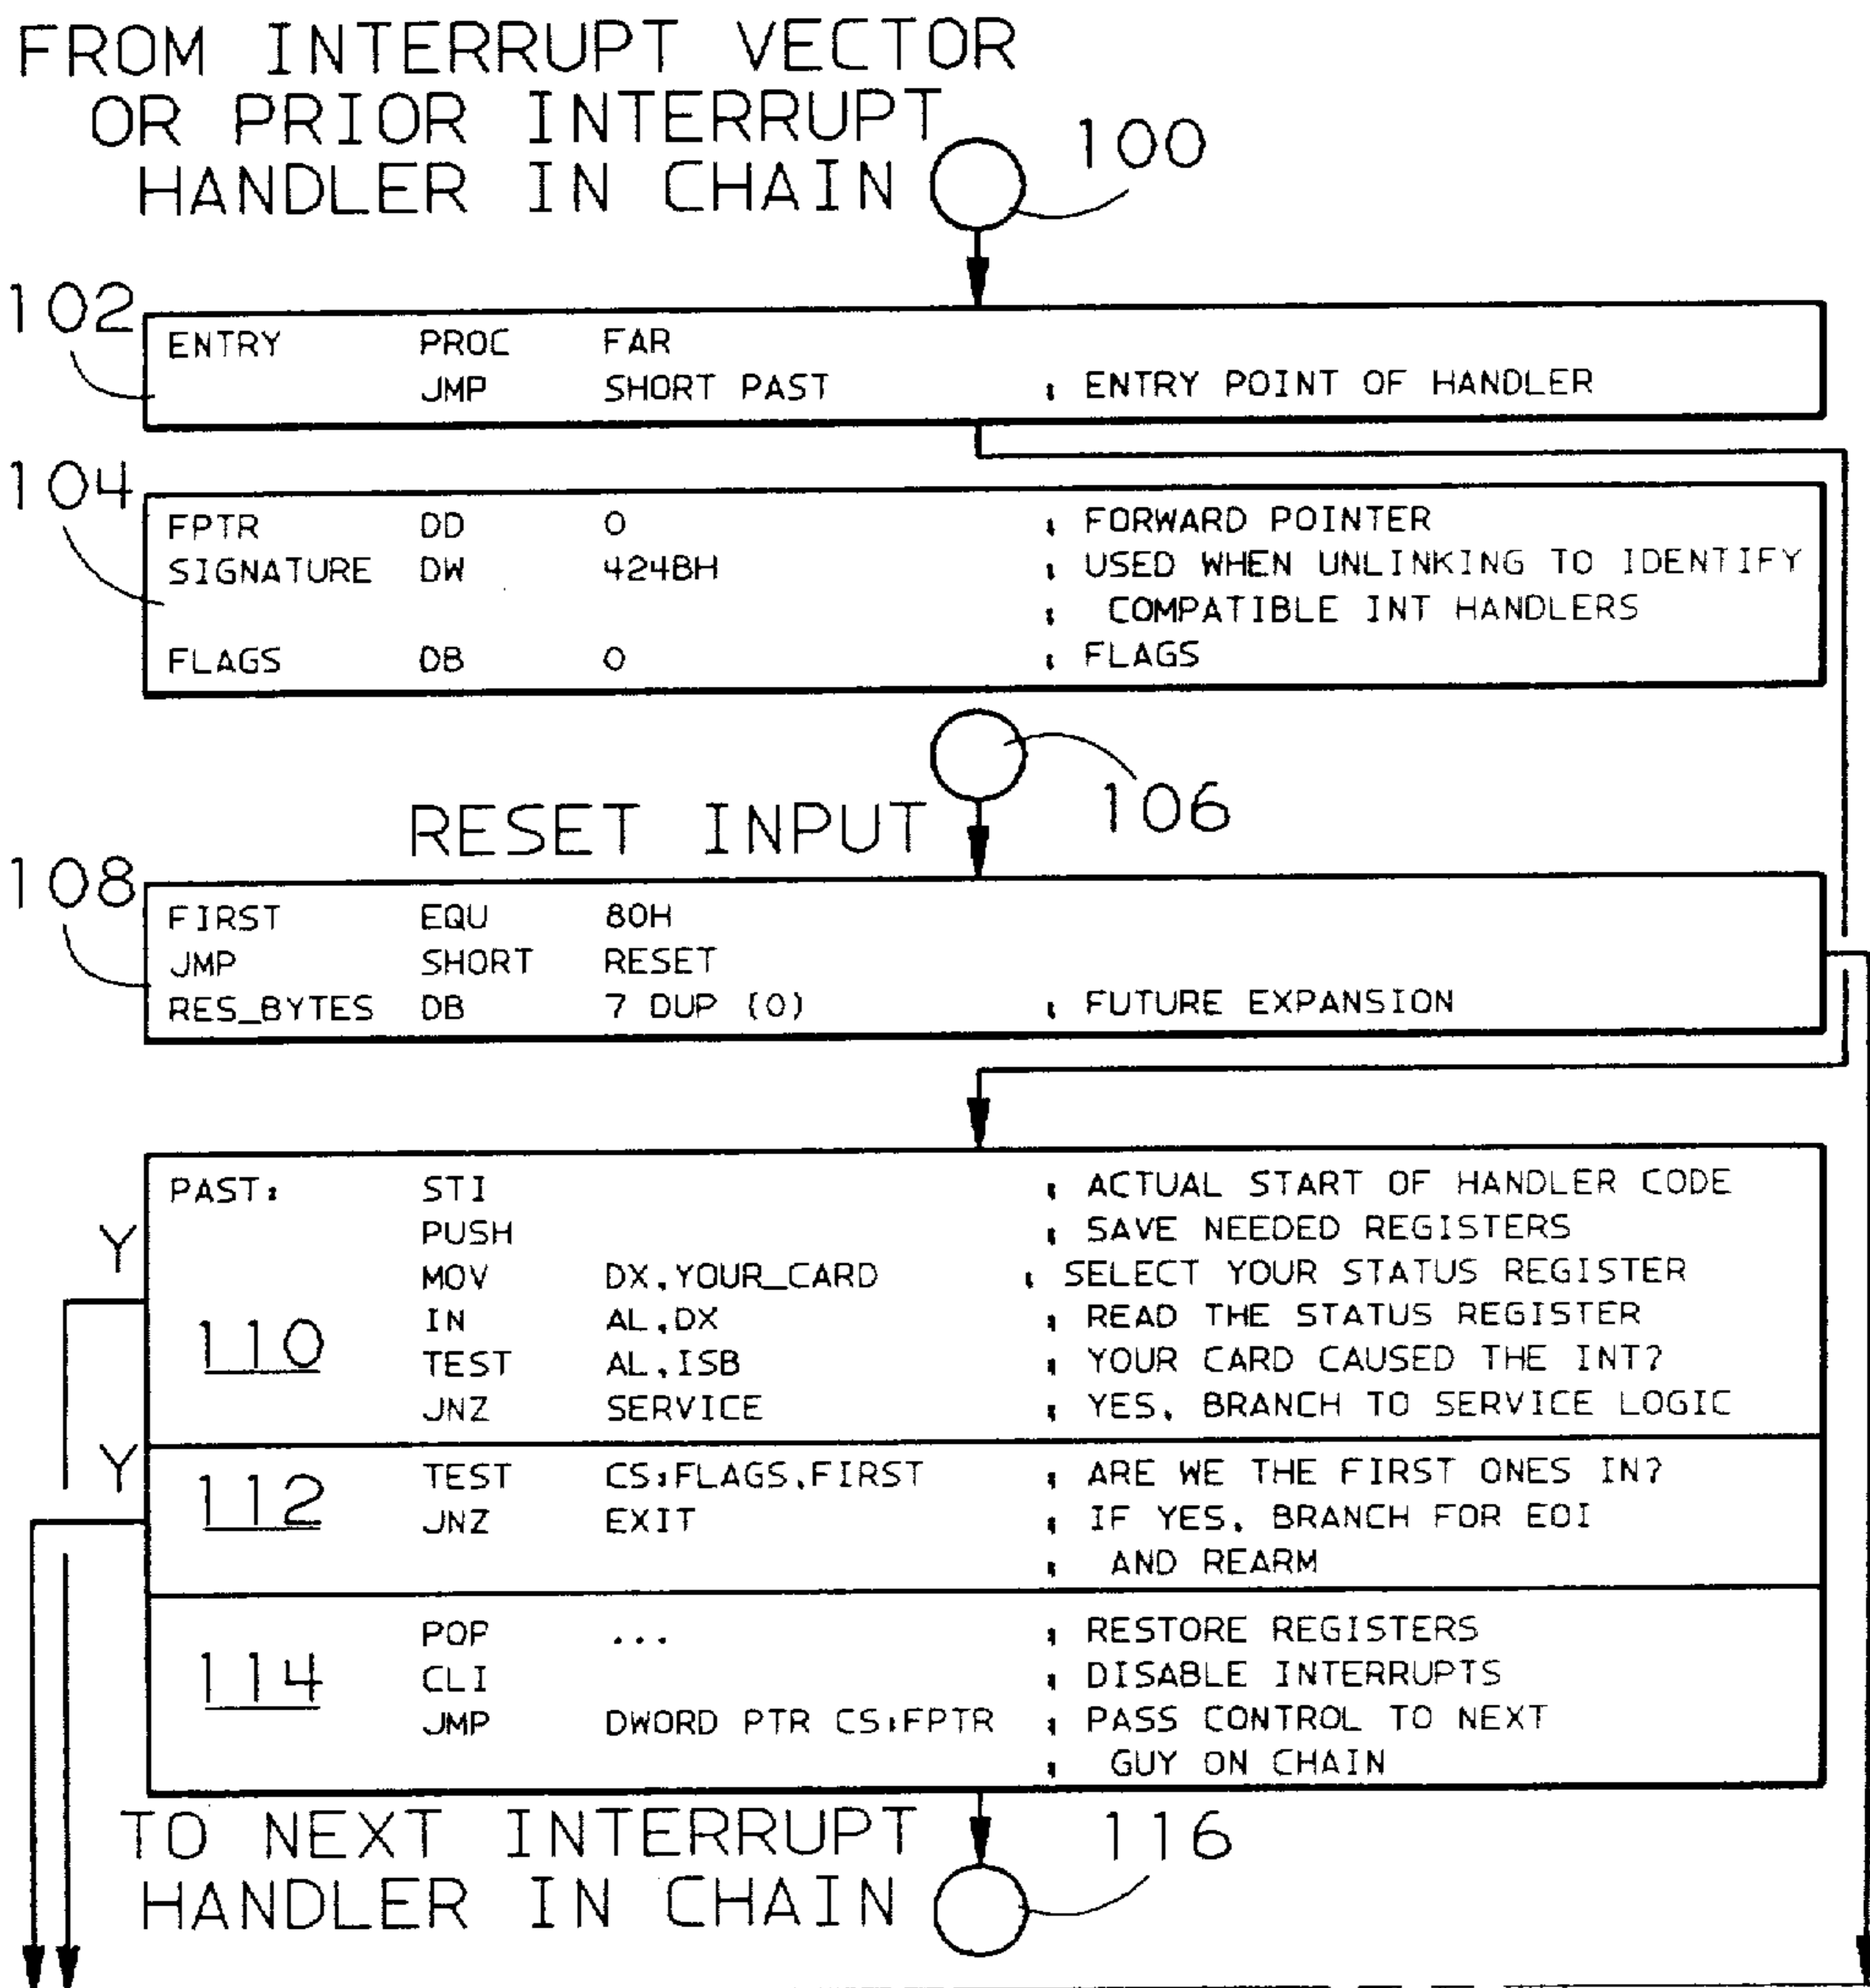 FROM INTERRUPT VECTOR
OR PRIOR INTERRUPT
HANDLER IN CHAIN
100
102
ENTRY PROC FAR
JMP SHORT PAST ; ENTRY POINT OF HANDLER
104
FPTR DD 0 ; FORWARD POINTER
SIGNATURE DW 424BH ; USED WHEN UNLINKING TO IDENTIFY
; COMPATIBLE INT HANDLERS
FLAGS DB 0 ; FLAGS
106
RESET INPUT
108
FIRST EQU 80H
JMP SHORT RESET
RES_BYTES DB 7 DUP (0) ; FUTURE EXPANSION
PAST: STI ; ACTUAL START OF HANDLER CODE
Y PUSH ; SAVE NEEDED REGISTERS
MOV DX,YOUR_CARD ; SELECT YOUR STATUS REGISTER
110 IN AL,DX ; READ THE STATUS REGISTER
TEST AL,ISB ; YOUR CARD CAUSED THE INT?
JNZ SERVICE ; YES, BRANCH TO SERVICE LOGIC
Y 112 TEST CS:FLAGS,FIRST ; ARE WE THE FIRST ONES IN?
JNZ EXIT ; IF YES, BRANCH FOR EOI
; AND REARM
POP ... ; RESTORE REGISTERS
114 CLI ; DISABLE INTERRUPTS
JMP DWORD PTR CS:FPTR ; PASS CONTROL TO NEXT
; GUY ON CHAIN
TO NEXT INTERRUPT
HANDLER IN CHAIN
116